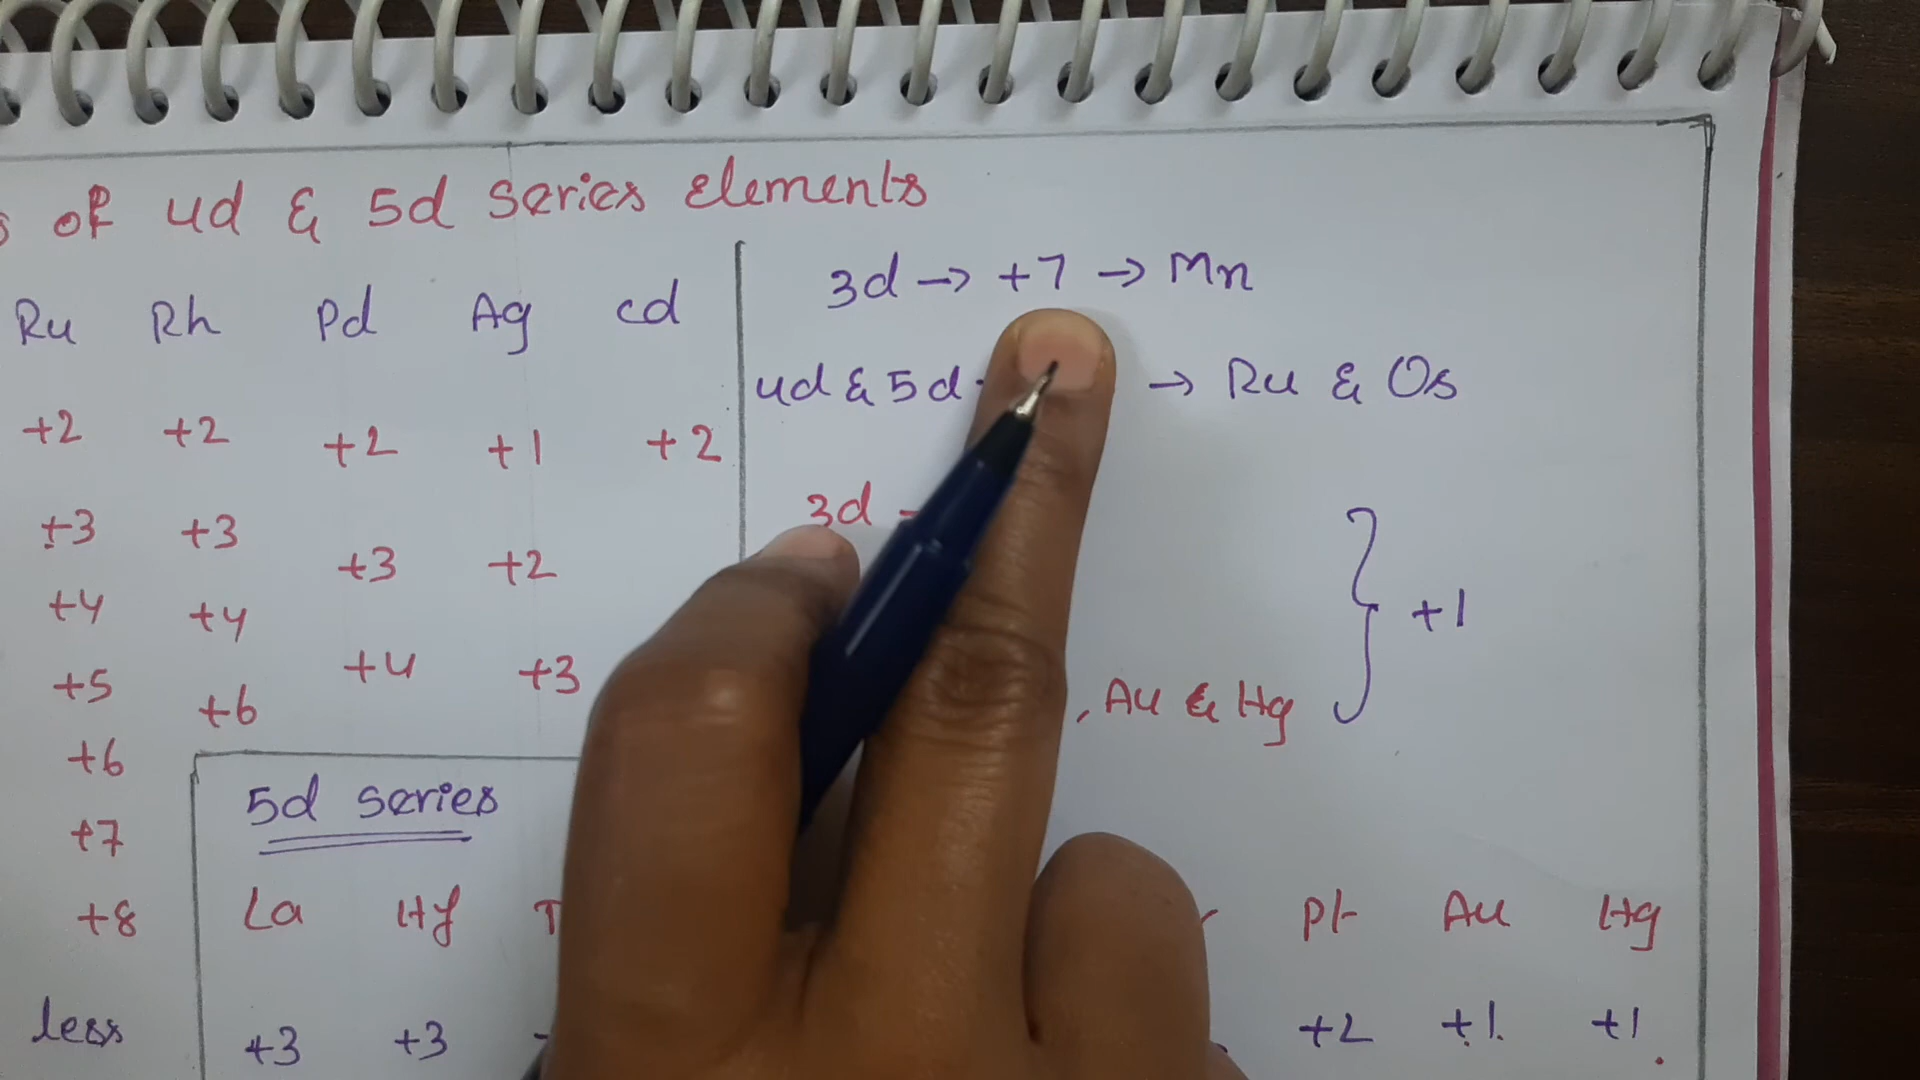 of 4d & 5d series elements
Ru Rh Pd Ag cd
+2 +2 +2 +1 +2
+3 +3 +3 +2
+4 +4 +4 +3
+5 +6
+6
+7
+8
less
3d → +7 → Mn
4d & 5d → Ru & Os
3d
, Au & Hg } +1
5d series
La Hf Pt Au Hg
+3 +3 +2 +1 +1